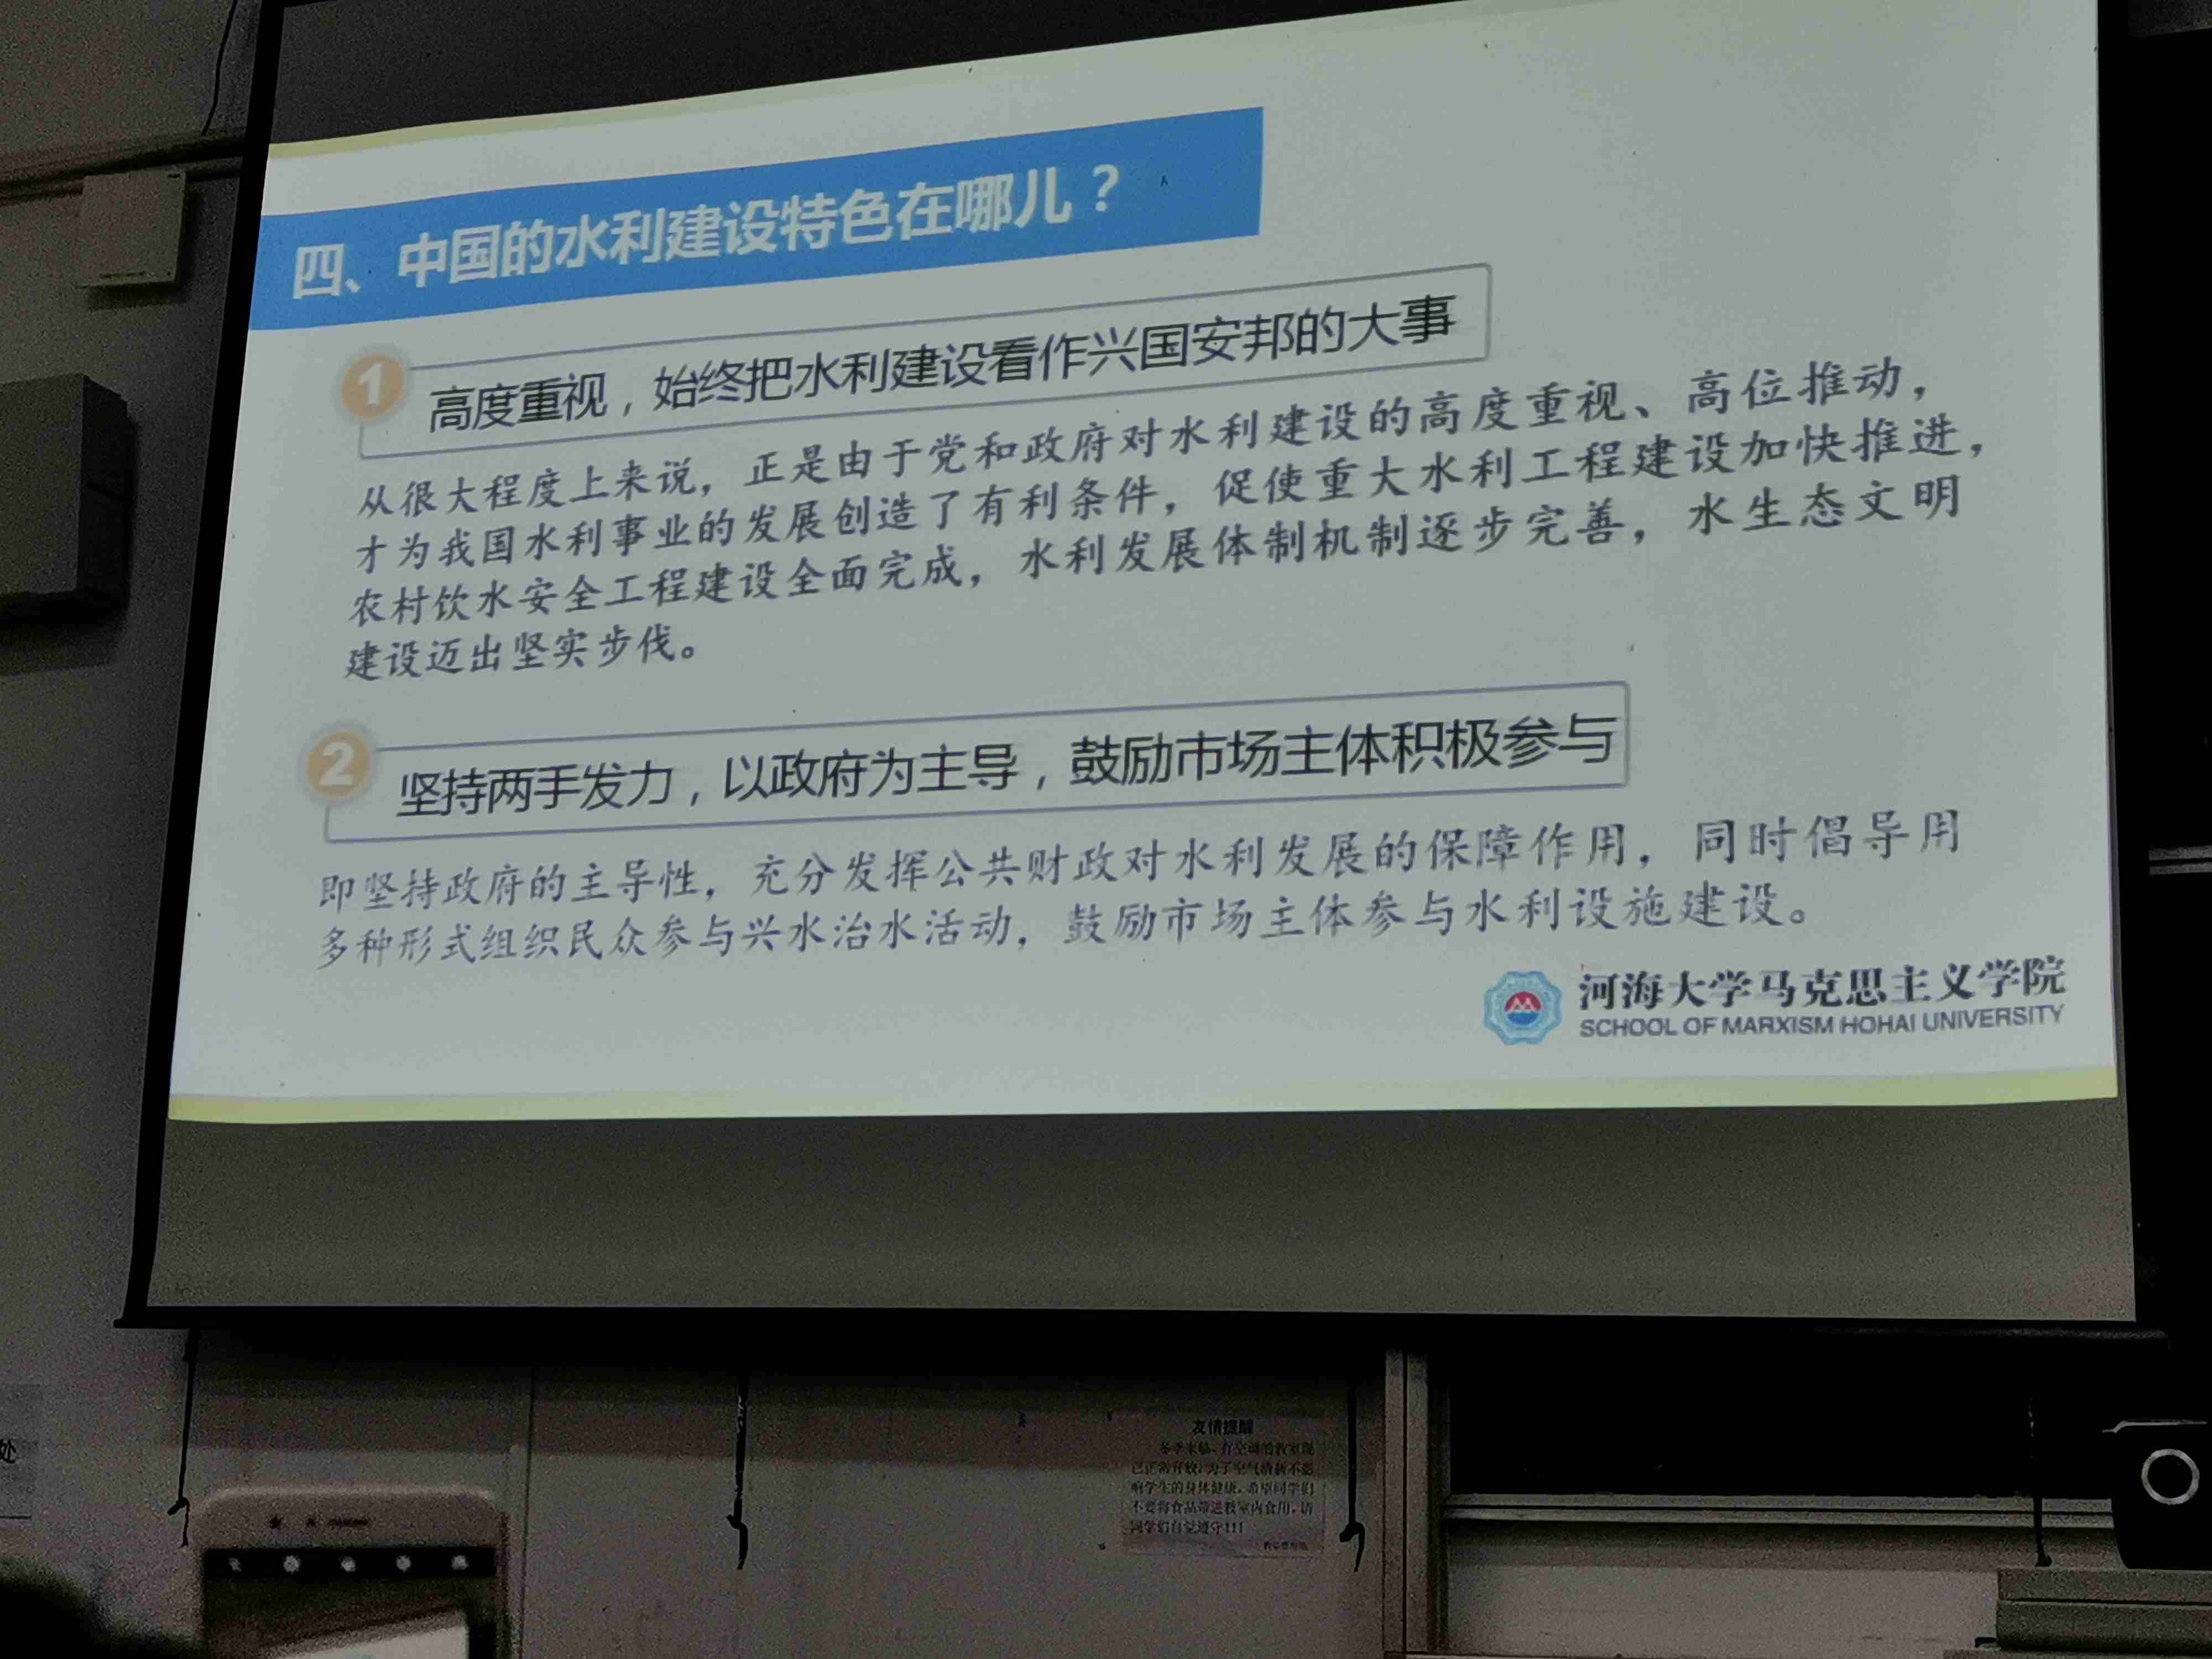 四、中国的水利建设特色在哪儿？
1
高度重视，始终把水利建设看作兴国安邦的大事
从很大程度上来说，正是由于党和政府对水利建设的高度重视、高位推动，
才为我国水利事业的发展创造了有利条件，促使重大水利工程建设加快推进，
农村饮水安全工程建设全面完成，水利发展体制机制逐步完善，水生态文明
建设迈出坚实步伐。
2
坚持两手发力，以政府为主导，鼓励市场主体积极参与
即坚持政府的主导性，充分发挥公共财政对水利发展的保障作用，同时倡导用
多种形式组织民众参与兴水治水活动，鼓励市场主体参与水利设施建设。
河海大学马克思主义学院
SCHOOL OF MARXISM HOHAI UNIVERSITY
处
友情提醒
冬季来临，有空调的教室现
已正常开放，为了空气清新不影
响学生的身体健康，希望同学们
不要将食品带进教室内食用，请
同学们自觉遵守!!!